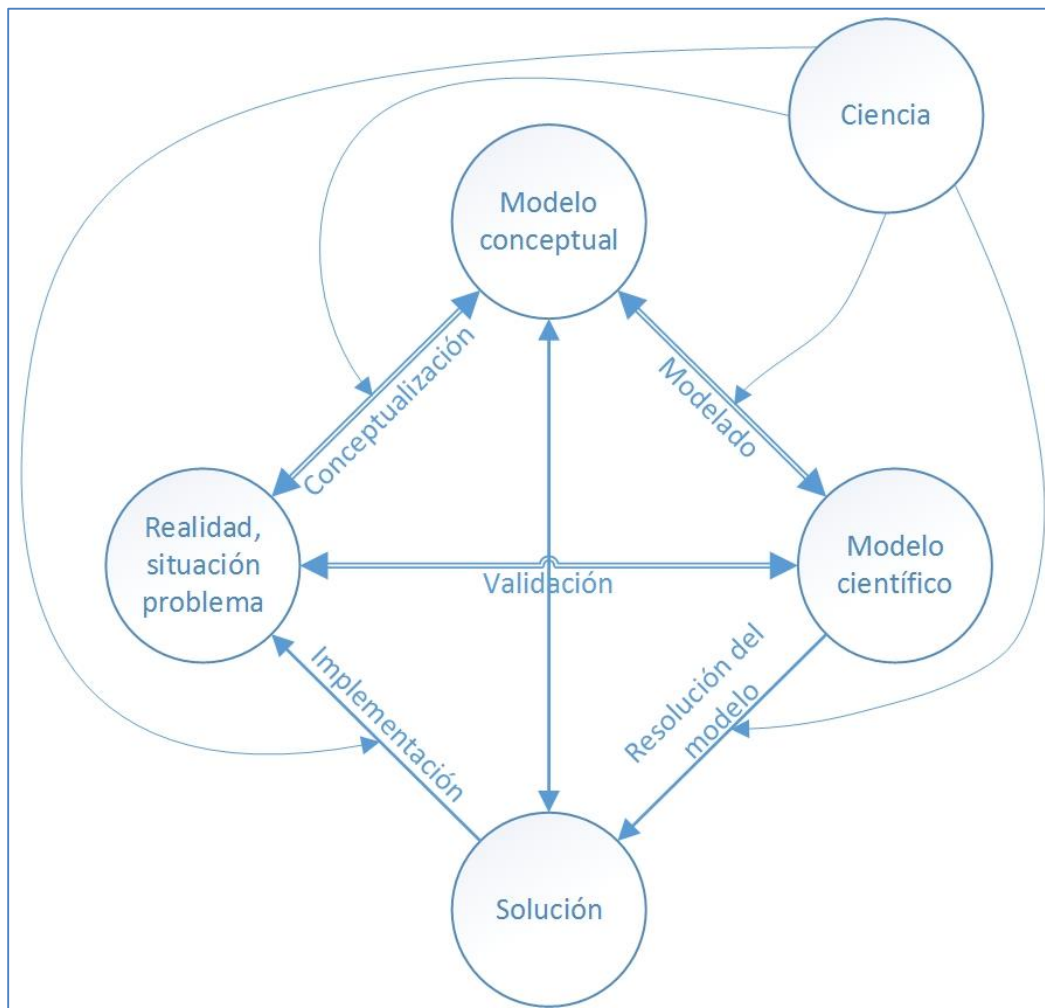 Ciencia
Modelo
conceptual
Conceptualización
Modelado
Realidad,
situación
problema
Validación
Modelo
científico
Implementación
Resolución del
modelo
Solución